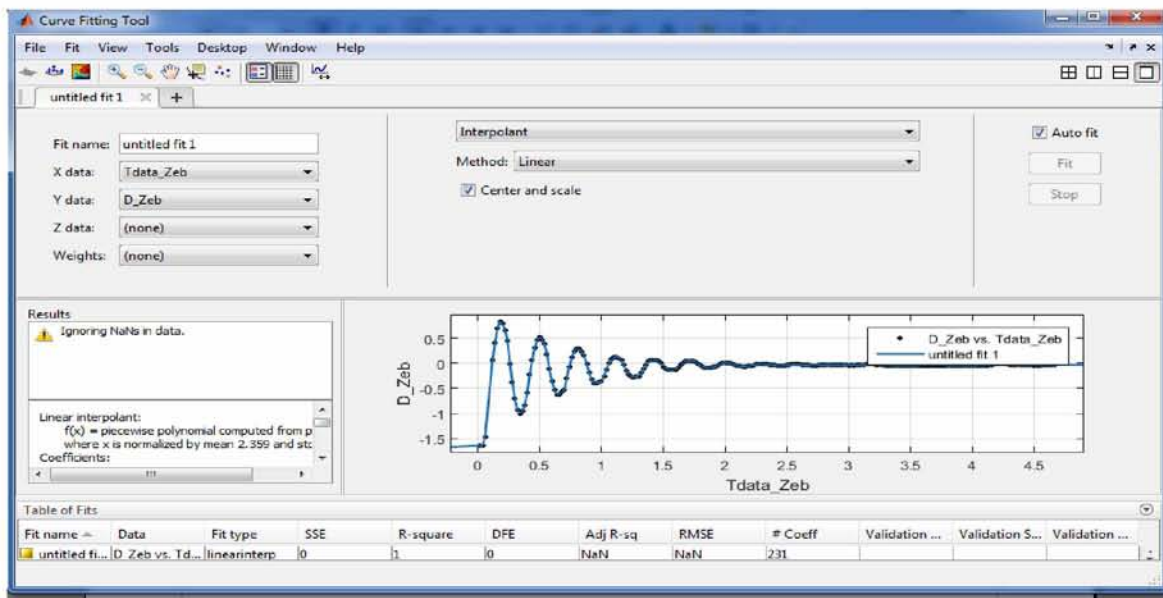 Curve Fitting Tool
File Fit View Tools Desktop Window Help
untitled fit 1
Fit name: untitled fit 1
X data: Tdata_Zeb
Y data: D_Zeb
Z data: (none)
Weights: (none)
Interpolant
Method: Linear
Center and scale
Auto fit
Fit
Stop
Results
Ignoring NaNs in data.
Linear interpolant:
f(x) = piecewise polynomial computed from p
where x is normalized by mean 2.359 and std
Coefficients:
D_Zeb
0.5
0
-0.5
-1
-1.5
0 0.5 1 1.5 2 2.5 3 3.5 4 4.5
Tdata_Zeb
D_Zeb vs. Tdata_Zeb
untitled fit 1
Table of Fits
Fit name Data Fit type SSE R-square DFE Adj R-sq RMSE # Coeff Validation ... Validation S... Validation ...
untitled fi... D_Zeb vs. Td... linearinterp 0 1 0 NaN NaN 231